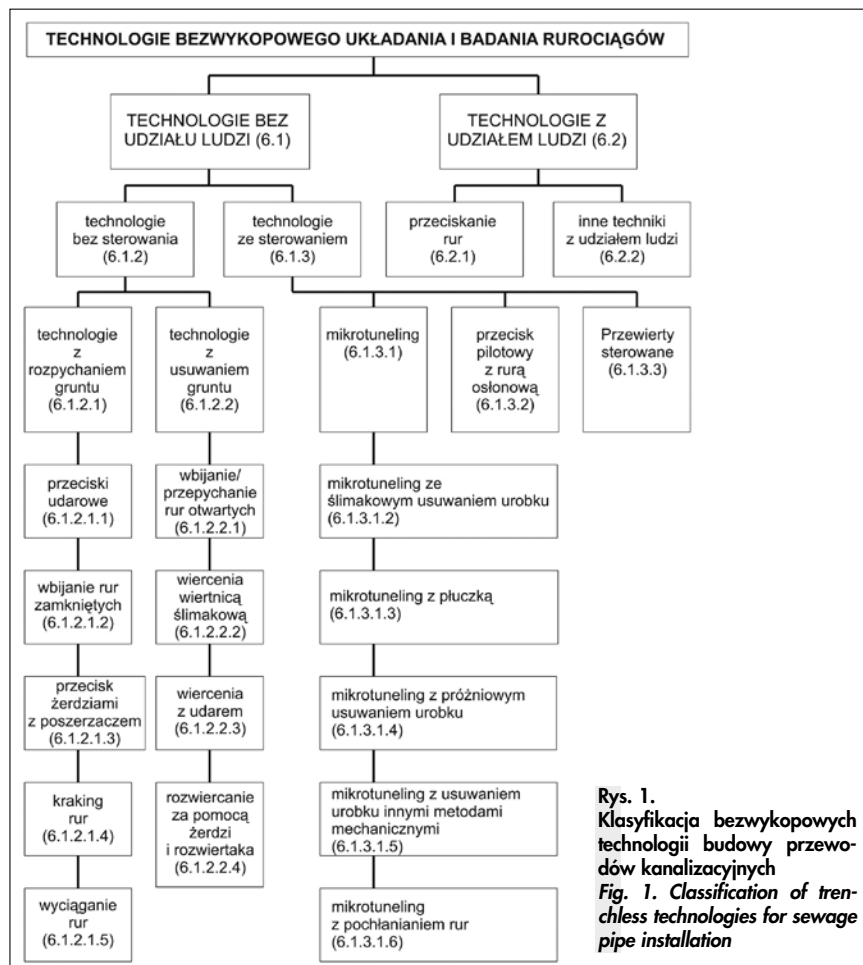 TECHNOLOGIE BEZWYKOPOWEGO UKŁADANIA I BADANIA RUROCIĄGÓW
TECHNOLOGIE BEZ
UDZIAŁU LUDZI (6.1)
TECHNOLOGIE Z
UDZIAŁEM LUDZI (6.2)
technologie
bez sterowania
(6.1.2)
technologie
ze sterowaniem
(6.1.3)
przeciskanie
rur
(6.2.1)
inne techniki
z udziałem ludzi
(6.2.2)
technologie
z
rozpychaniem
gruntu
(6.1.2.1)
technologie
z
usuwaniem
gruntu
(6.1.2.2)
mikrotuneling
(6.1.3.1)
przecisk
pilotowy
z rurą
osłonową
(6.1.3.2)
Przewierty
sterowane
(6.1.3.3)
przeciski
udarowe
(6.1.2.1.1)
wbijanie/
przepychanie
rur otwartych
(6.1.2.2.1)
mikrotuneling ze
ślimakowym usuwaniem urobku
(6.1.3.1.2)
wbijanie rur
zamkniętych
(6.1.2.1.2)
wiercenia
wiertnicą
ślimakową
(6.1.2.2.2)
mikrotuneling z płuczką
(6.1.3.1.3)
przecisk
żerdziami
z poszerzaczem
(6.1.2.1.3)
wiercenia
z udarem
(6.1.2.2.3)
mikrotuneling z próżniowym
usuwaniem urobku
(6.1.3.1.4)
kraking
rur
(6.1.2.1.4)
rozwiercanie
za pomocą
żerdzi
i rozwiertaka
(6.1.2.2.4)
mikrotuneling z usuwaniem
urobku innymi metodami
mechanicznymi
(6.1.3.1.5)
wyciąganie
rur
(6.1.2.1.5)
mikrotuneling
z pochłanianiem rur
(6.1.3.1.6)
Rys. 1.
Klasyfikacja bezwykopowych
technologii budowy przewo-
dów kanalizacyjnych
Fig. 1. Classification of tren-
chless technologies for sewage
pipe installation